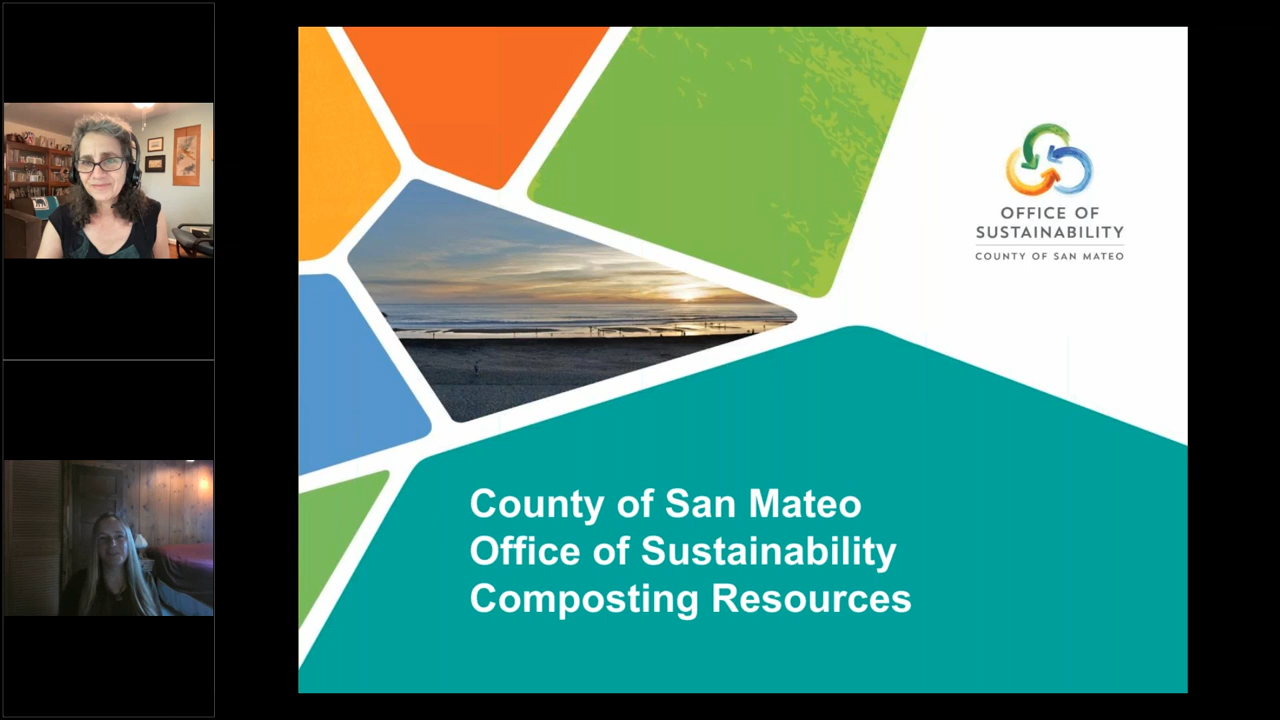 OFFICE OF
SUSTAINABILITY
COUNTY OF SAN MATEO
County of San Mateo
Office of Sustainability
Composting Resources